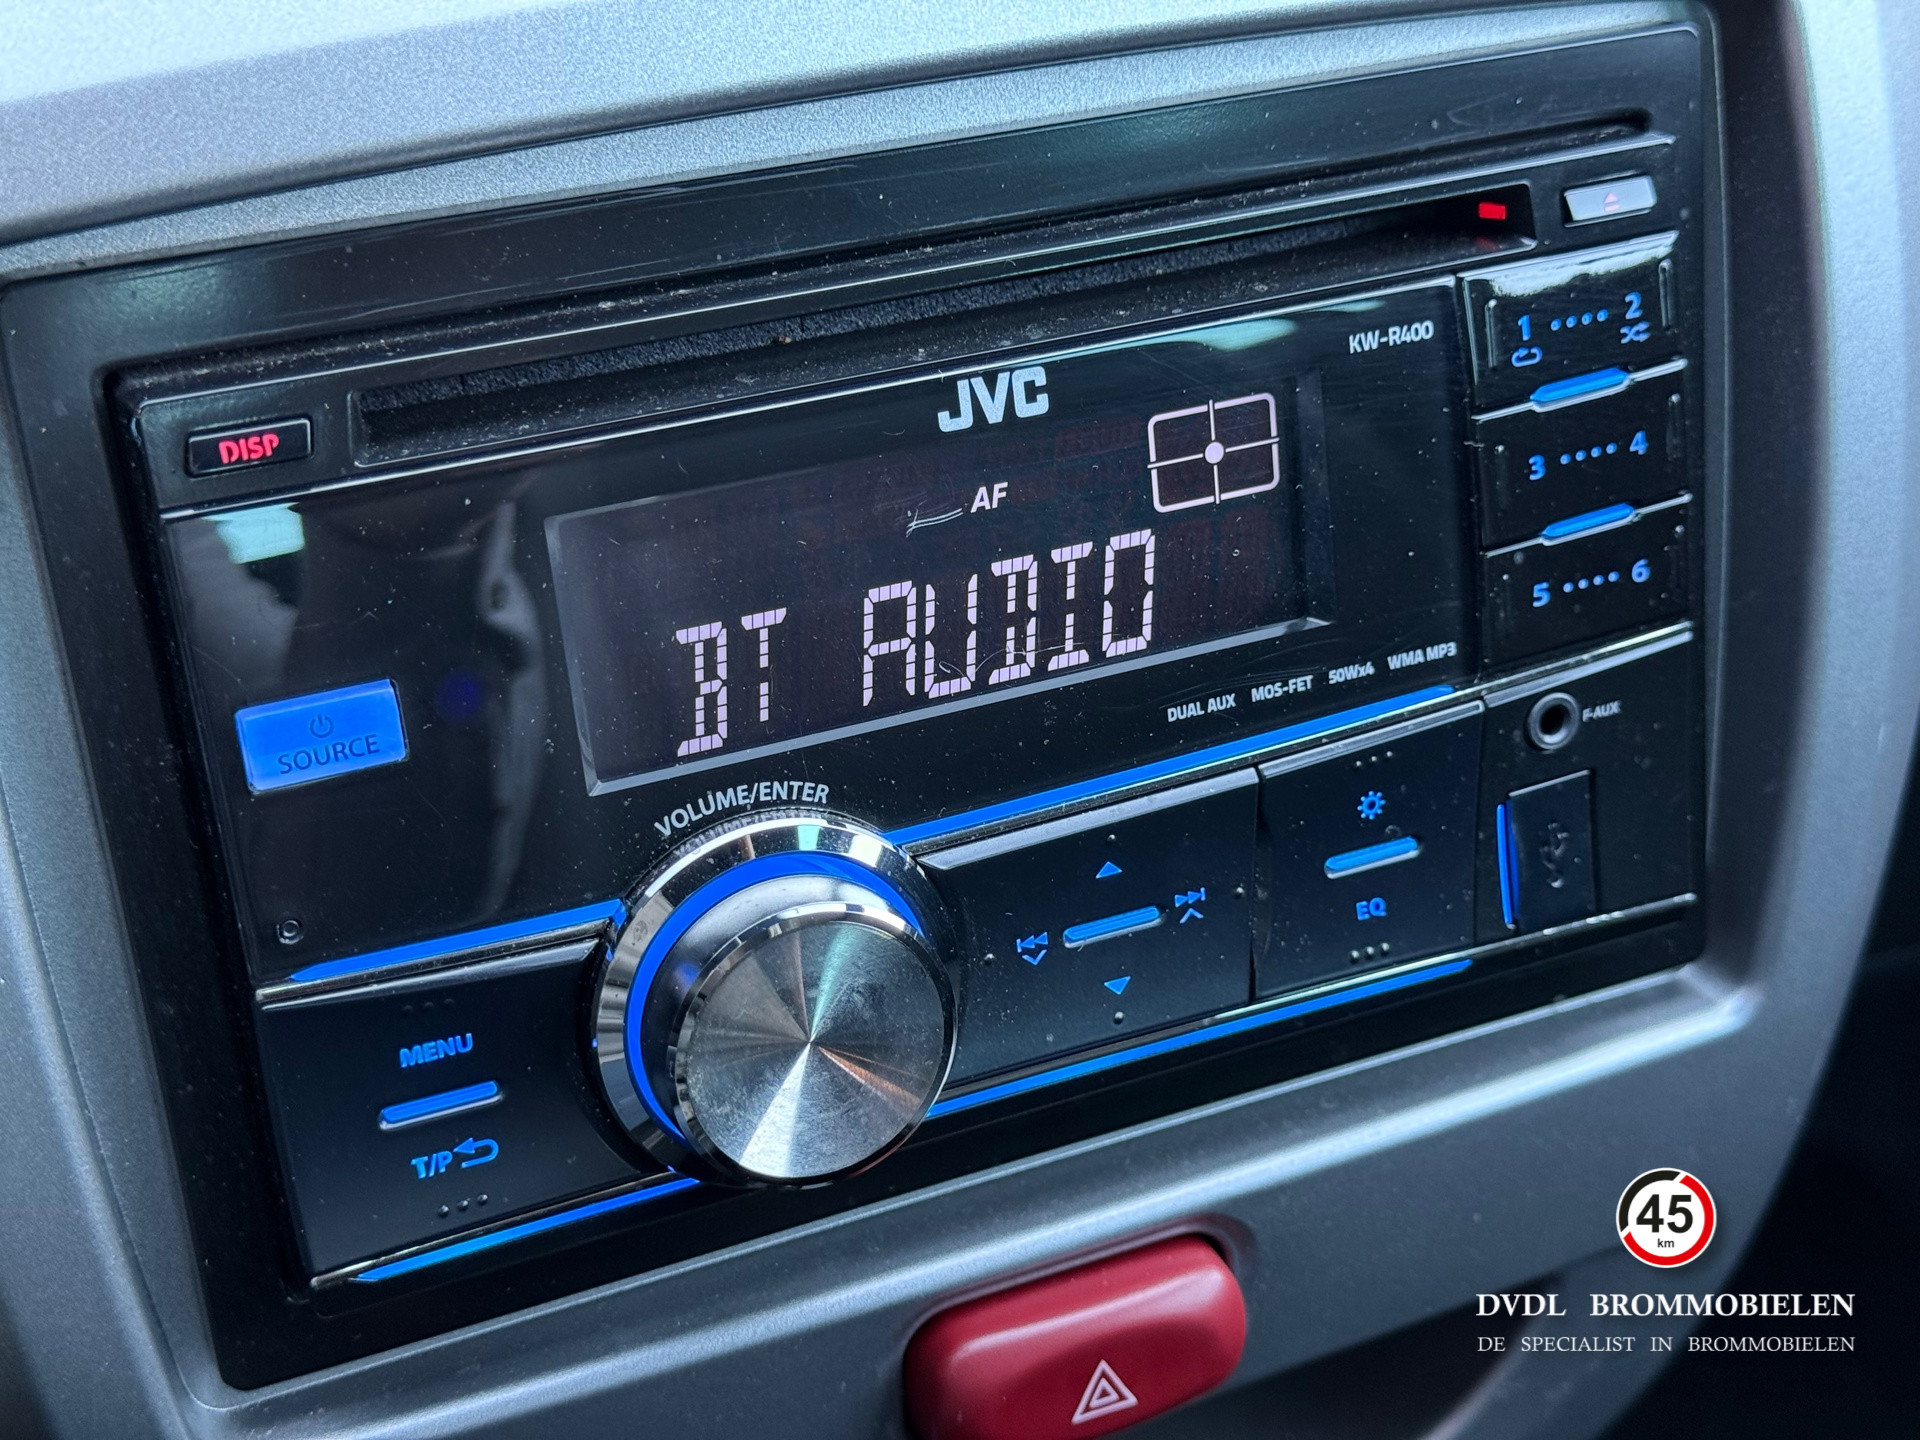 KW-R400
1 2
JVC
DISP
AF
3 4
BT AUDIO
5 6
DUAL AUX MOS-FET 50Wx4 WMA MP3
F-AUX
SOURCE
VOLUME/ENTER
EQ
MENU
T/P
45
km
DVDL BROMMOBIELEN
DE SPECIALIST IN BROMMOBIELEN